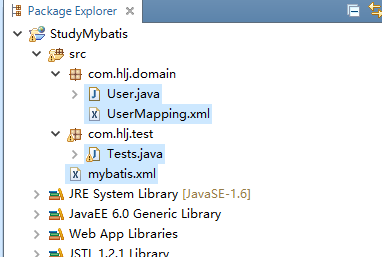 Package Explorer
StudyMybatis
src
com.hlj.domain
User.java
UserMapping.xml
com.hlj.test
Tests.java
mybatis.xml
JRE System Library [JavaSE-1.6]
JavaEE 6.0 Generic Library
Web App Libraries
JSTL 1.2.1 Library